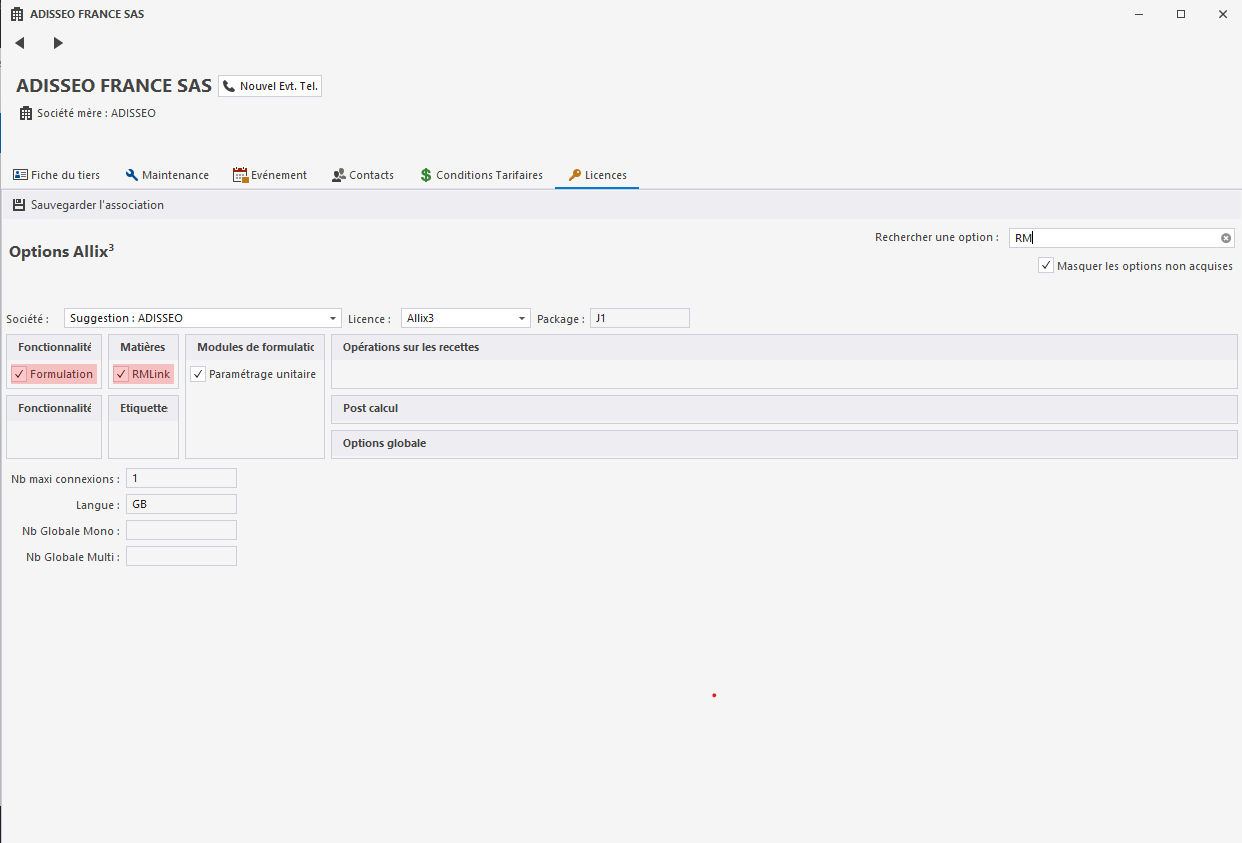 ADISSEO FRANCE SAS
ADISSEO FRANCE SAS Nouvel Evt. Tel.
Société mère : ADISSEO
Fiche du tiers Maintenance Evénement Contacts Conditions Tarifaires Licences
Sauvegarder l'association
Rechercher une option : RM
Options Allix³
Masquer les options non acquises
Société : Suggestion : ADISSEO Licence : Allix3 Package : J1
Fonctionnalité Matières Modules de formulatic Opérations sur les recettes
Formulation RMLink Paramétrage unitaire
Fonctionnalité Etiquette Post calcul
Options globale
Nb maxi connexions : 1
Langue : GB
Nb Globale Mono :
Nb Globale Multi :